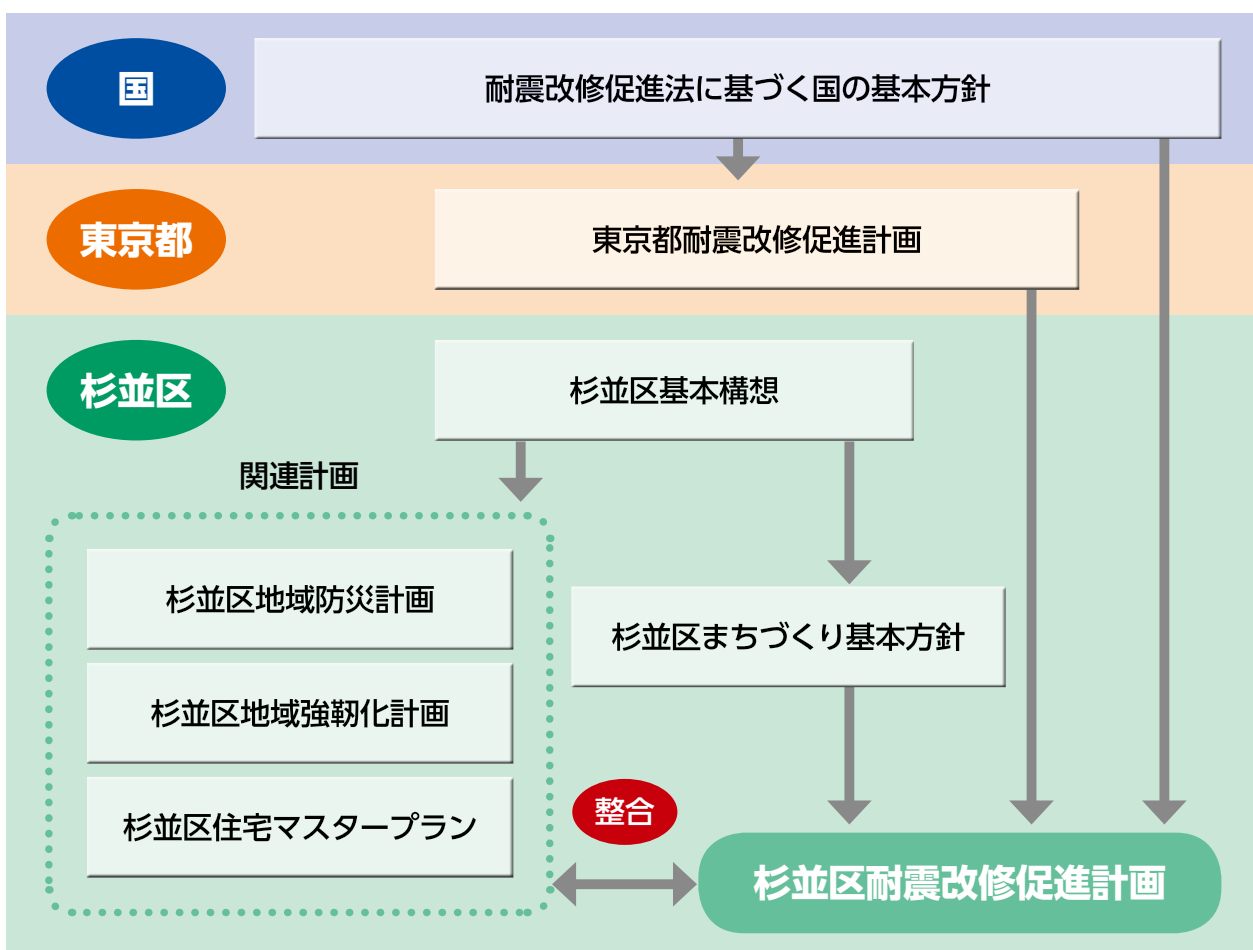 国
耐震改修促進法に基づく国の基本方針
東京都
東京都耐震改修促進計画
杉並区
杉並区基本構想
関連計画
杉並区地域防災計画
杉並区地域強靭化計画
杉並区住宅マスタープラン
杉並区まちづくり基本方針
整合
杉並区耐震改修促進計画